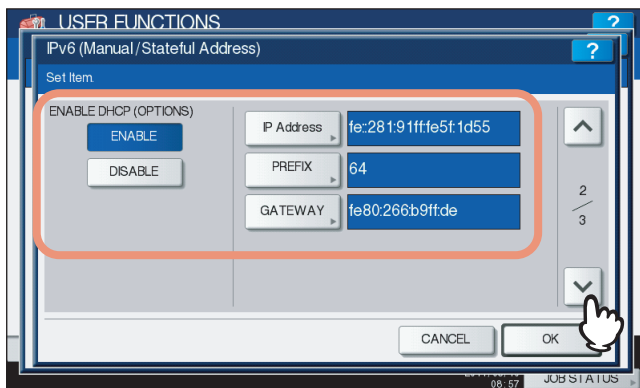 USER FUNCTIONS
?
IPv6 (Manual/Stateful Address)
?
Set Item.
ENABLE DHCP (OPTIONS)
ENABLE
DISABLE
IP Address
fe::281:91ff:fe5f:1d55
PREFIX
64
GATEWAY
fe80:266:b9ff:de
2
3
CANCEL
OK
08:57
JOB STATUS